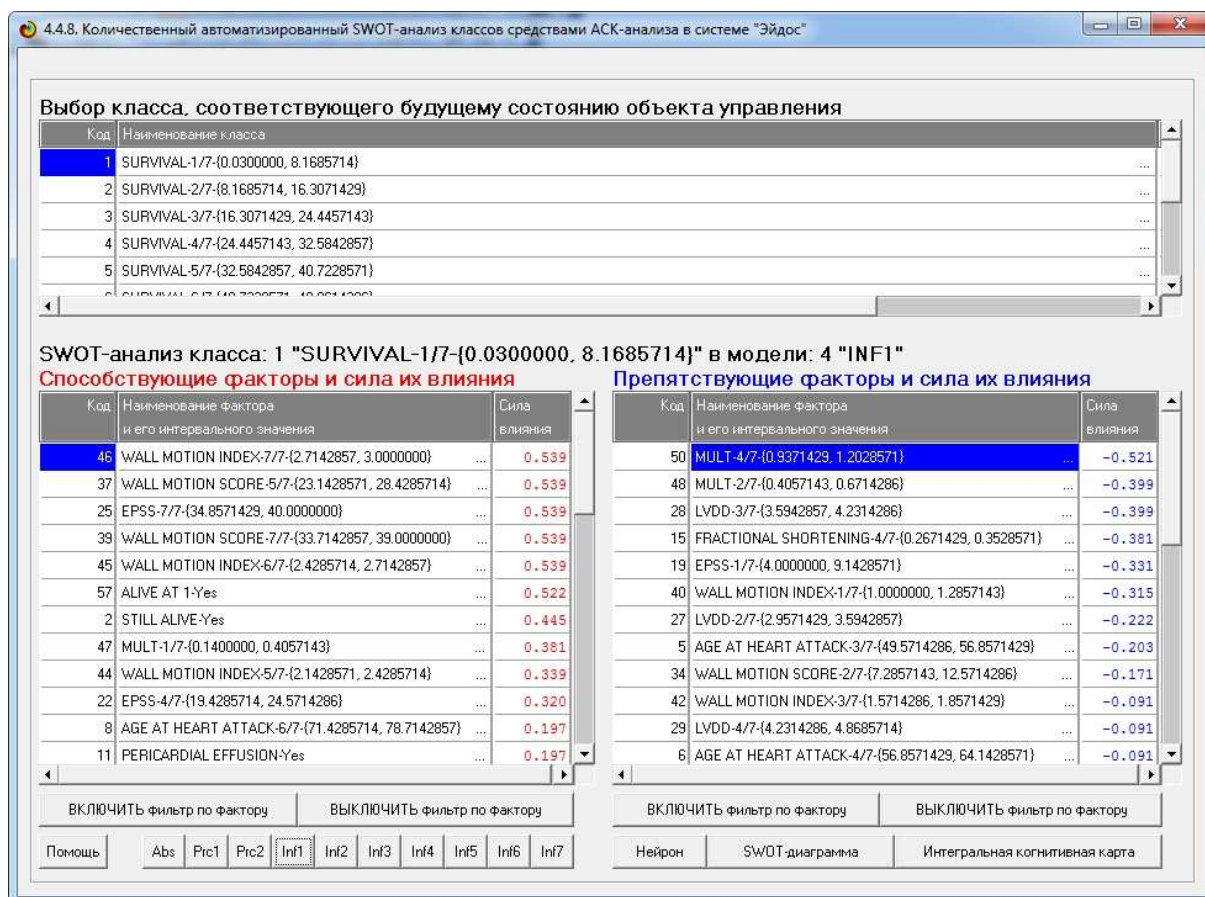 4.4.8. Количественный автоматизированный SWOT-анализ классов средствами АСК-анализа в системе "Эйдос"
Выбор класса, соответствующего будущему состоянию объекта управления
Код Наименование класса
1 SURVIVAL-1/7-{0.0300000, 8.1685714} ...
2 SURVIVAL-2/7-{8.1685714, 16.3071429} ...
3 SURVIVAL-3/7-{16.3071429, 24.4457143} ...
4 SURVIVAL-4/7-{24.4457143, 32.5842857} ...
5 SURVIVAL-5/7-{32.5842857, 40.7228571} ...
SWOT-анализ класса: 1 "SURVIVAL-1/7-{0.0300000, 8.1685714}" в модели: 4 "INF1"
Способствующие факторы и сила их влияния
Код Наименование фактора и его интервального значения Сила влияния
46 WALL MOTION INDEX-7/7-{2.7142857, 3.0000000} ... 0.539
37 WALL MOTION SCORE-5/7-{23.1428571, 28.4285714} ... 0.539
25 EPSS-7/7-{34.8571429, 40.0000000} ... 0.539
39 WALL MOTION SCORE-7/7-{33.7142857, 39.0000000} ... 0.539
45 WALL MOTION INDEX-6/7-{2.4285714, 2.7142857} ... 0.539
57 ALIVE AT 1-Yes ... 0.522
2 STILL ALIVE-Yes ... 0.445
47 MULT-1/7-{0.1400000, 0.4057143} ... 0.381
44 WALL MOTION INDEX-5/7-{2.1428571, 2.4285714} ... 0.339
22 EPSS-4/7-{19.4285714, 24.5714286} ... 0.320
8 AGE AT HEART ATTACK-6/7-{71.4285714, 78.7142857} ... 0.197
11 PERICARDIAL EFFUSION-Yes ... 0.197
ВКЛЮЧИТЬ фильтр по фактору ВЫКЛЮЧИТЬ фильтр по фактору
Препятствующие факторы и сила их влияния
Код Наименование фактора и его интервального значения Сила влияния
50 MULT-4/7-{0.9371429, 1.2028571} ... -0.521
48 MULT-2/7-{0.4057143, 0.6714286} ... -0.399
28 LVDD-3/7-{3.5942857, 4.2314286} ... -0.399
15 FRACTIONAL SHORTENING-4/7-{0.2671429, 0.3528571} ... -0.381
19 EPSS-1/7-{4.0000000, 9.1428571} ... -0.331
40 WALL MOTION INDEX-1/7-{1.0000000, 1.2857143} ... -0.315
27 LVDD-2/7-{2.9571429, 3.5942857} ... -0.222
5 AGE AT HEART ATTACK-3/7-{49.5714286, 56.8571429} ... -0.203
34 WALL MOTION SCORE-2/7-{7.2857143, 12.5714286} ... -0.171
42 WALL MOTION INDEX-3/7-{1.5714286, 1.8571429} ... -0.091
29 LVDD-4/7-{4.2314286, 4.8685714} ... -0.091
6 AGE AT HEART ATTACK-4/7-{56.8571429, 64.1428571} ... -0.091
ВКЛЮЧИТЬ фильтр по фактору ВЫКЛЮЧИТЬ фильтр по фактору
Помощь Abs Prc1 Prc2 Inf1 Inf2 Inf3 Inf4 Inf5 Inf6 Inf7 Нейрон SWOT-диаграмма Интегральная когнитивная карта